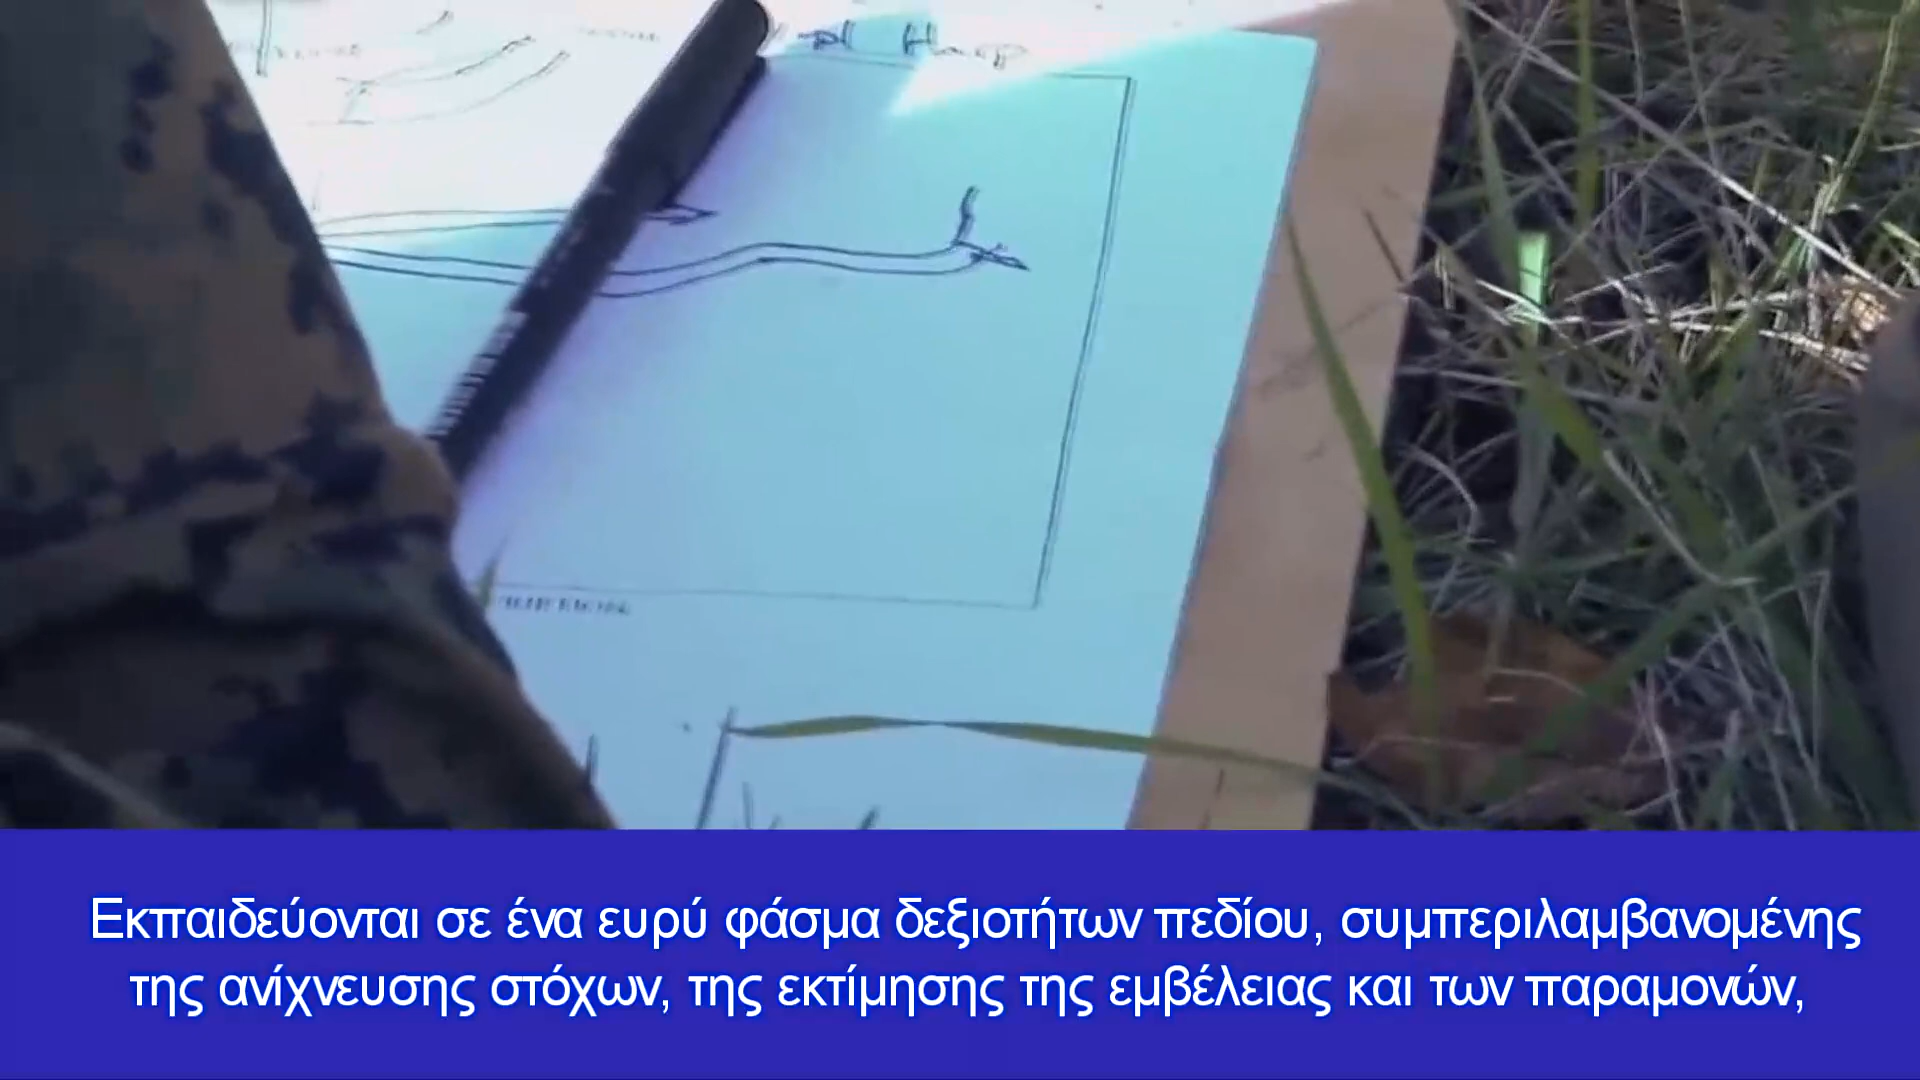 Εκπαιδεύονται σε ένα ευρύ φάσμα δεξιοτήτων πεδίου, συμπεριλαμβανομένης
της ανίχνευσης στόχων, της εκτίμησης της εμβέλειας και των παραμονών,